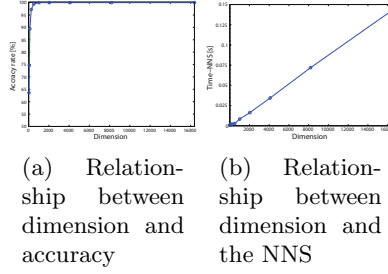 100
95
90
85
80
75
70
65
60
55
50
Accuracy rate[%]
0 2000 4000 6000 8000 10000 12000 14000 16000
Dimension
0.15
0.125
0.1
0.075
0.05
0.025
0
Time-NNS[s]
0 2000 4000 6000 8000 10000 12000 14000 16000
Dimension
(a) Relation-
ship between
dimension and
accuracy
(b) Relation-
ship between
dimension and
the NNS